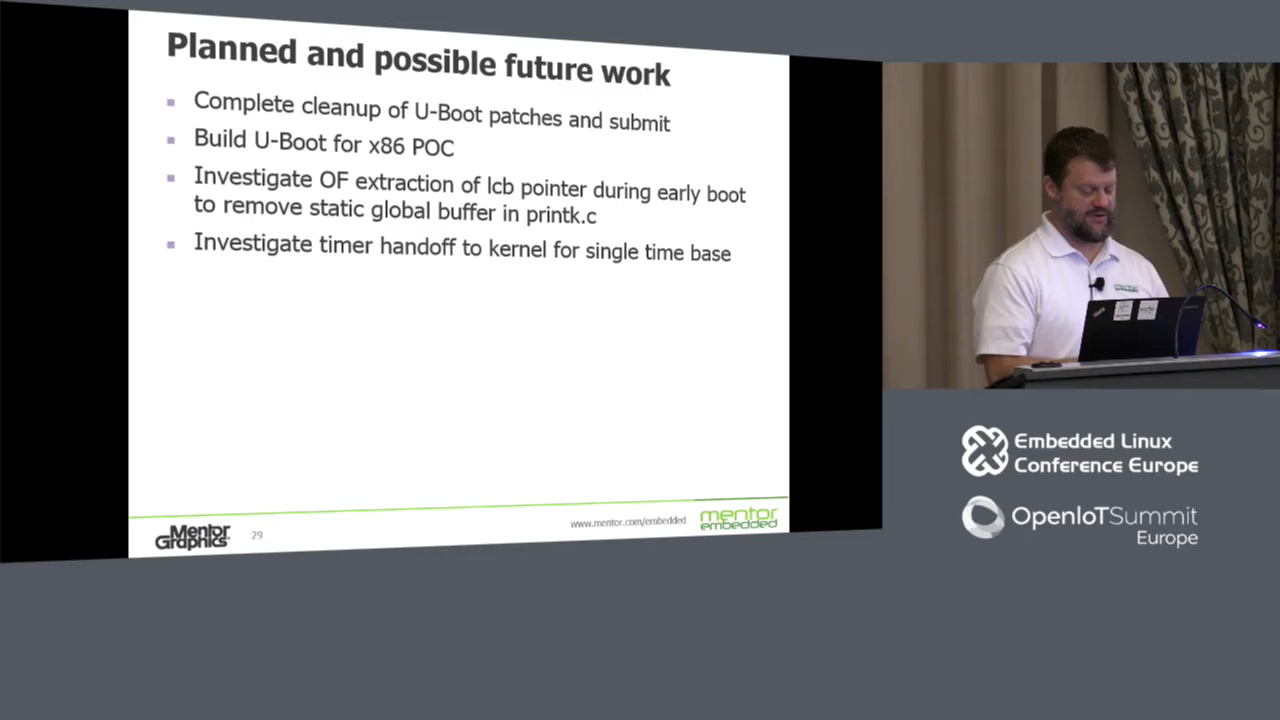 Planned and possible future work
Complete cleanup of U-Boot patches and submit
Build U-Boot for x86 POC
Investigate OF extraction of lcb pointer during early boot
to remove static global buffer in printk.c
Investigate timer handoff to kernel for single time base
Mentor
Graphics
29
www.mentor.com/embedded
mentor
embedded
mentor
embedded
Embedded Linux
Conference Europe
OpenIoTSummit
Europe